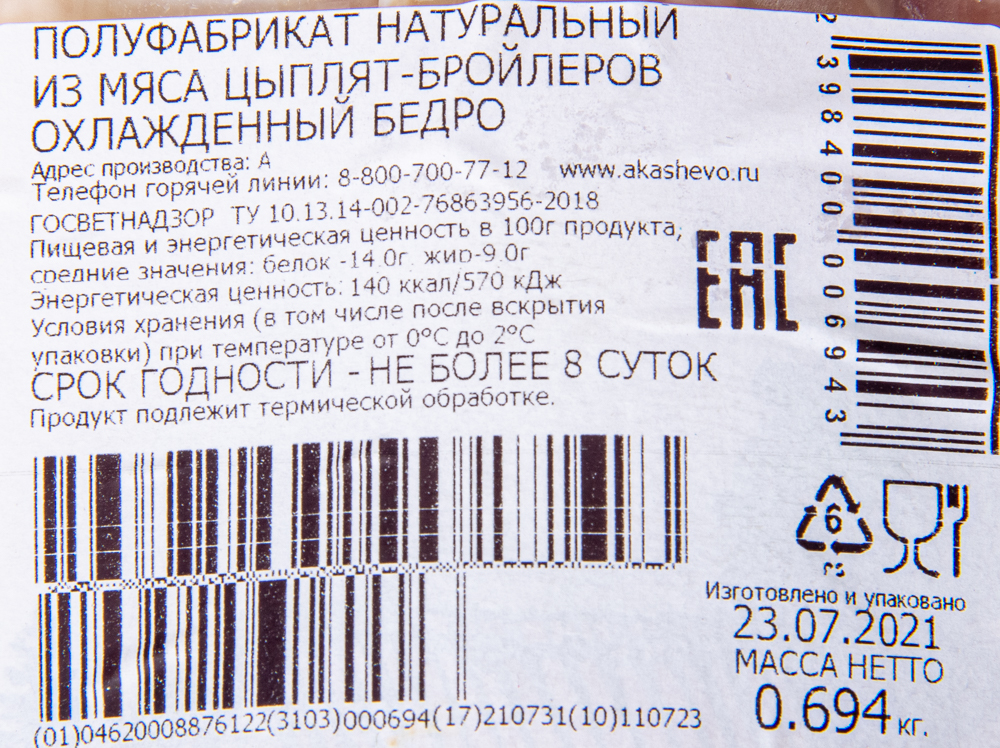 ПОЛУФАБРИКАТ НАТУРАЛЬНЫЙ
ИЗ МЯСА ЦЫПЛЯТ-БРОЙЛЕРОВ
ОХЛАЖДЕННЫЙ БЕДРО
Адрес производства: А
Телефон горячей линии: 8-800-700-77-12 www.akashevo.ru
ГОСВЕТНАДЗОР ТУ 10.13.14-002-76863956-2018
Пищевая и энергетическая ценность в 100г продукта,
средние значения: белок -14.0г. жир-9.0г
Энергетическая ценность: 140 ккал/570 кДж
Условия хранения (в том числе после вскрытия
упаковки) при температуре от 0°С до 2°С
СРОК ГОДНОСТИ - НЕ БОЛЕЕ 8 СУТОК
Продукт подлежит термической обработке.
EAC
2398400006943
6
PS
Изготовлено и упаковано
23.07.2021
МАССА НЕТТО
0.694 кг.
(01)04620008876122(3103)000694(17)210731(10)110723